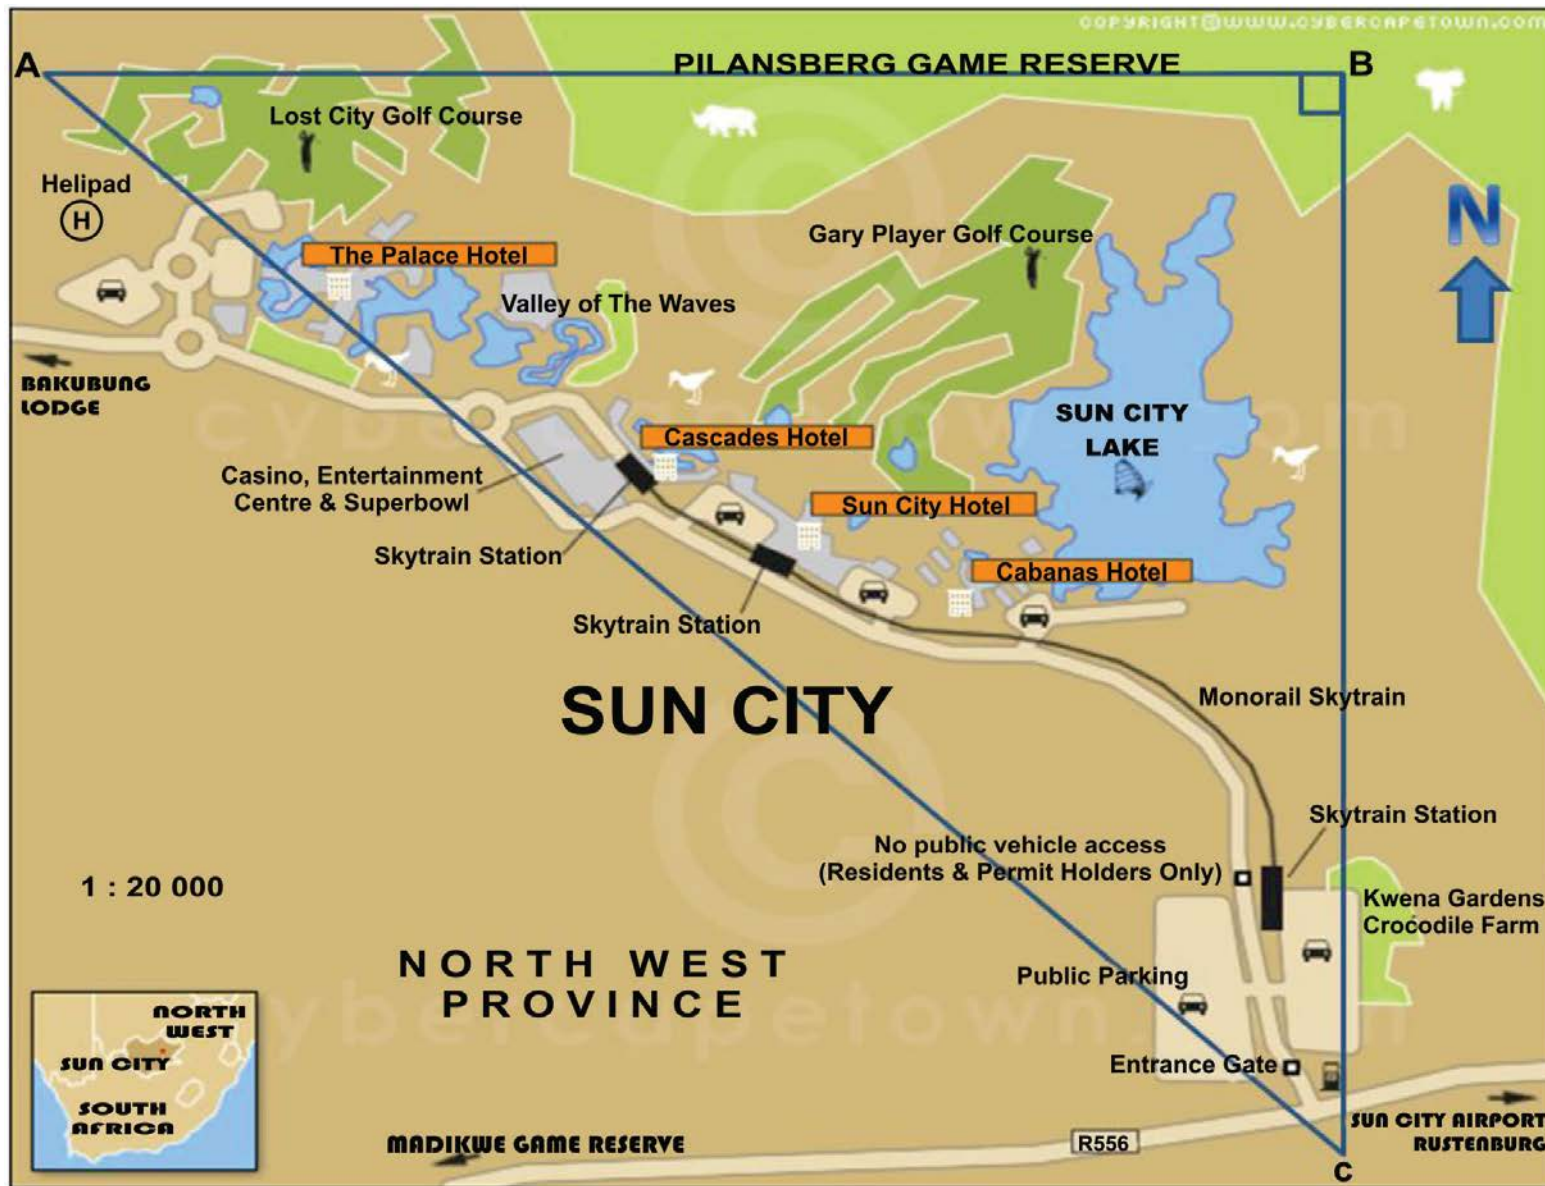 COPYRIGHT©WWW.CYBERCAPETOWN.COM
A
PILANSBERG GAME RESERVE
B
Lost City Golf Course
Helipad
H
N
The Palace Hotel
Gary Player Golf Course
Valley of The Waves
BAKUBUNG
LODGE
SUN CITY
LAKE
Cascades Hotel
Casino, Entertainment
Centre & Superbowl
Sun City Hotel
Skytrain Station
Cabanas Hotel
Skytrain Station
SUN CITY
Monorail Skytrain
Skytrain Station
No public vehicle access
(Residents & Permit Holders Only)
1 : 20 000
Kwena Gardens
Crocodile Farm
NORTH WEST
PROVINCE
Public Parking
NORTH
WEST
SUN CITY
SOUTH
AFRICA
Entrance Gate
MADIKWE GAME RESERVE
R556
SUN CITY AIRPORT
RUSTENBURG
C